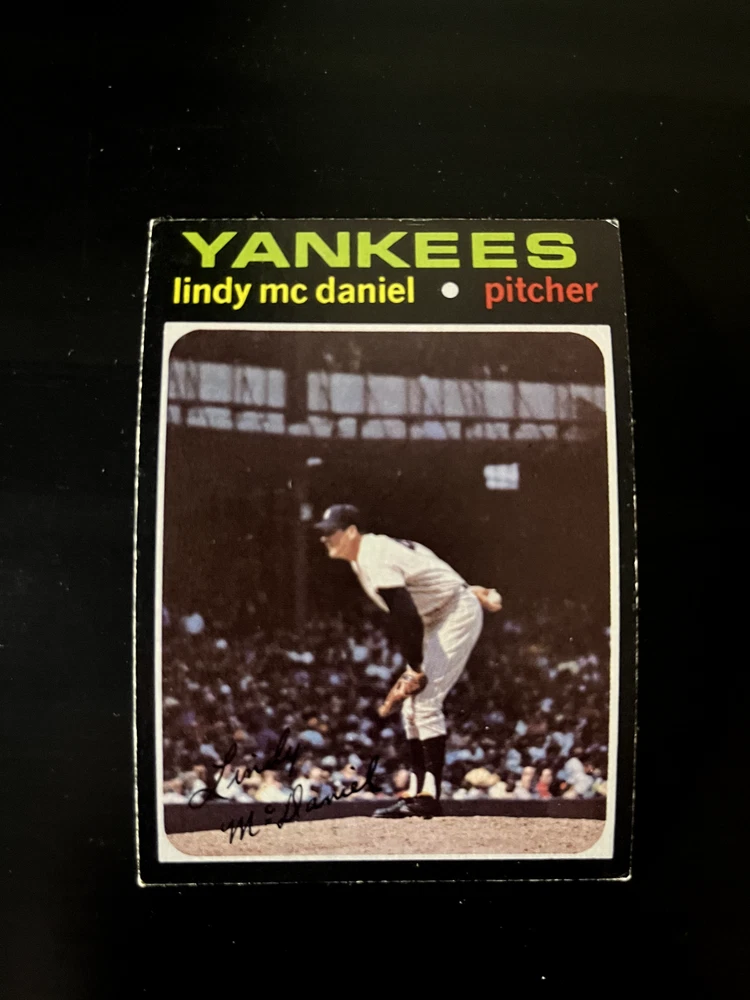 YANKEES
lindy mc daniel • pitcher
Lindy
McDaniel